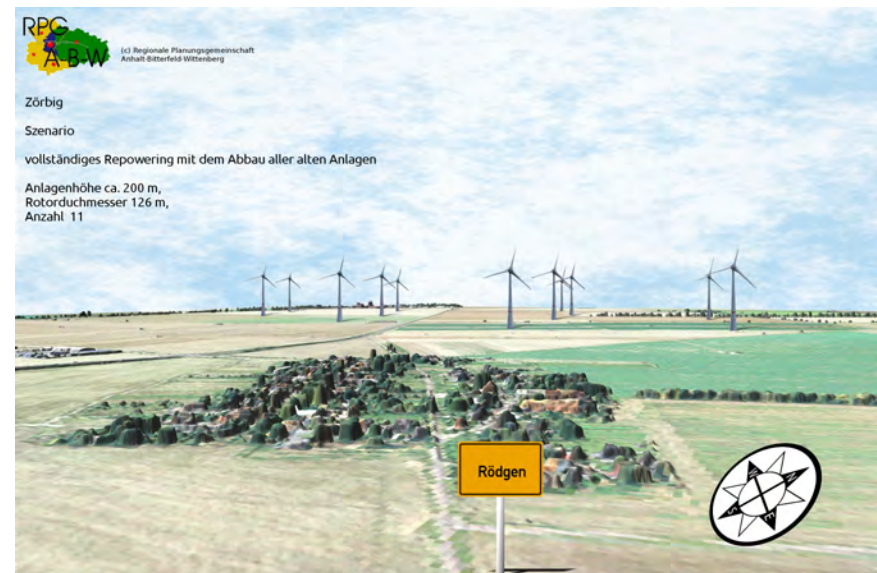 RPG
A-B-W
(c) Regionale Planungsgemeinschaft
Anhalt-Bitterfeld-Wittenberg
Zörbig
Szenario
vollständiges Repowering mit dem Abbau aller alten Anlagen
Anlagenhöhe ca. 200 m,
Rotorduchmesser 126 m,
Anzahl 11
Rödgen
W N
S E